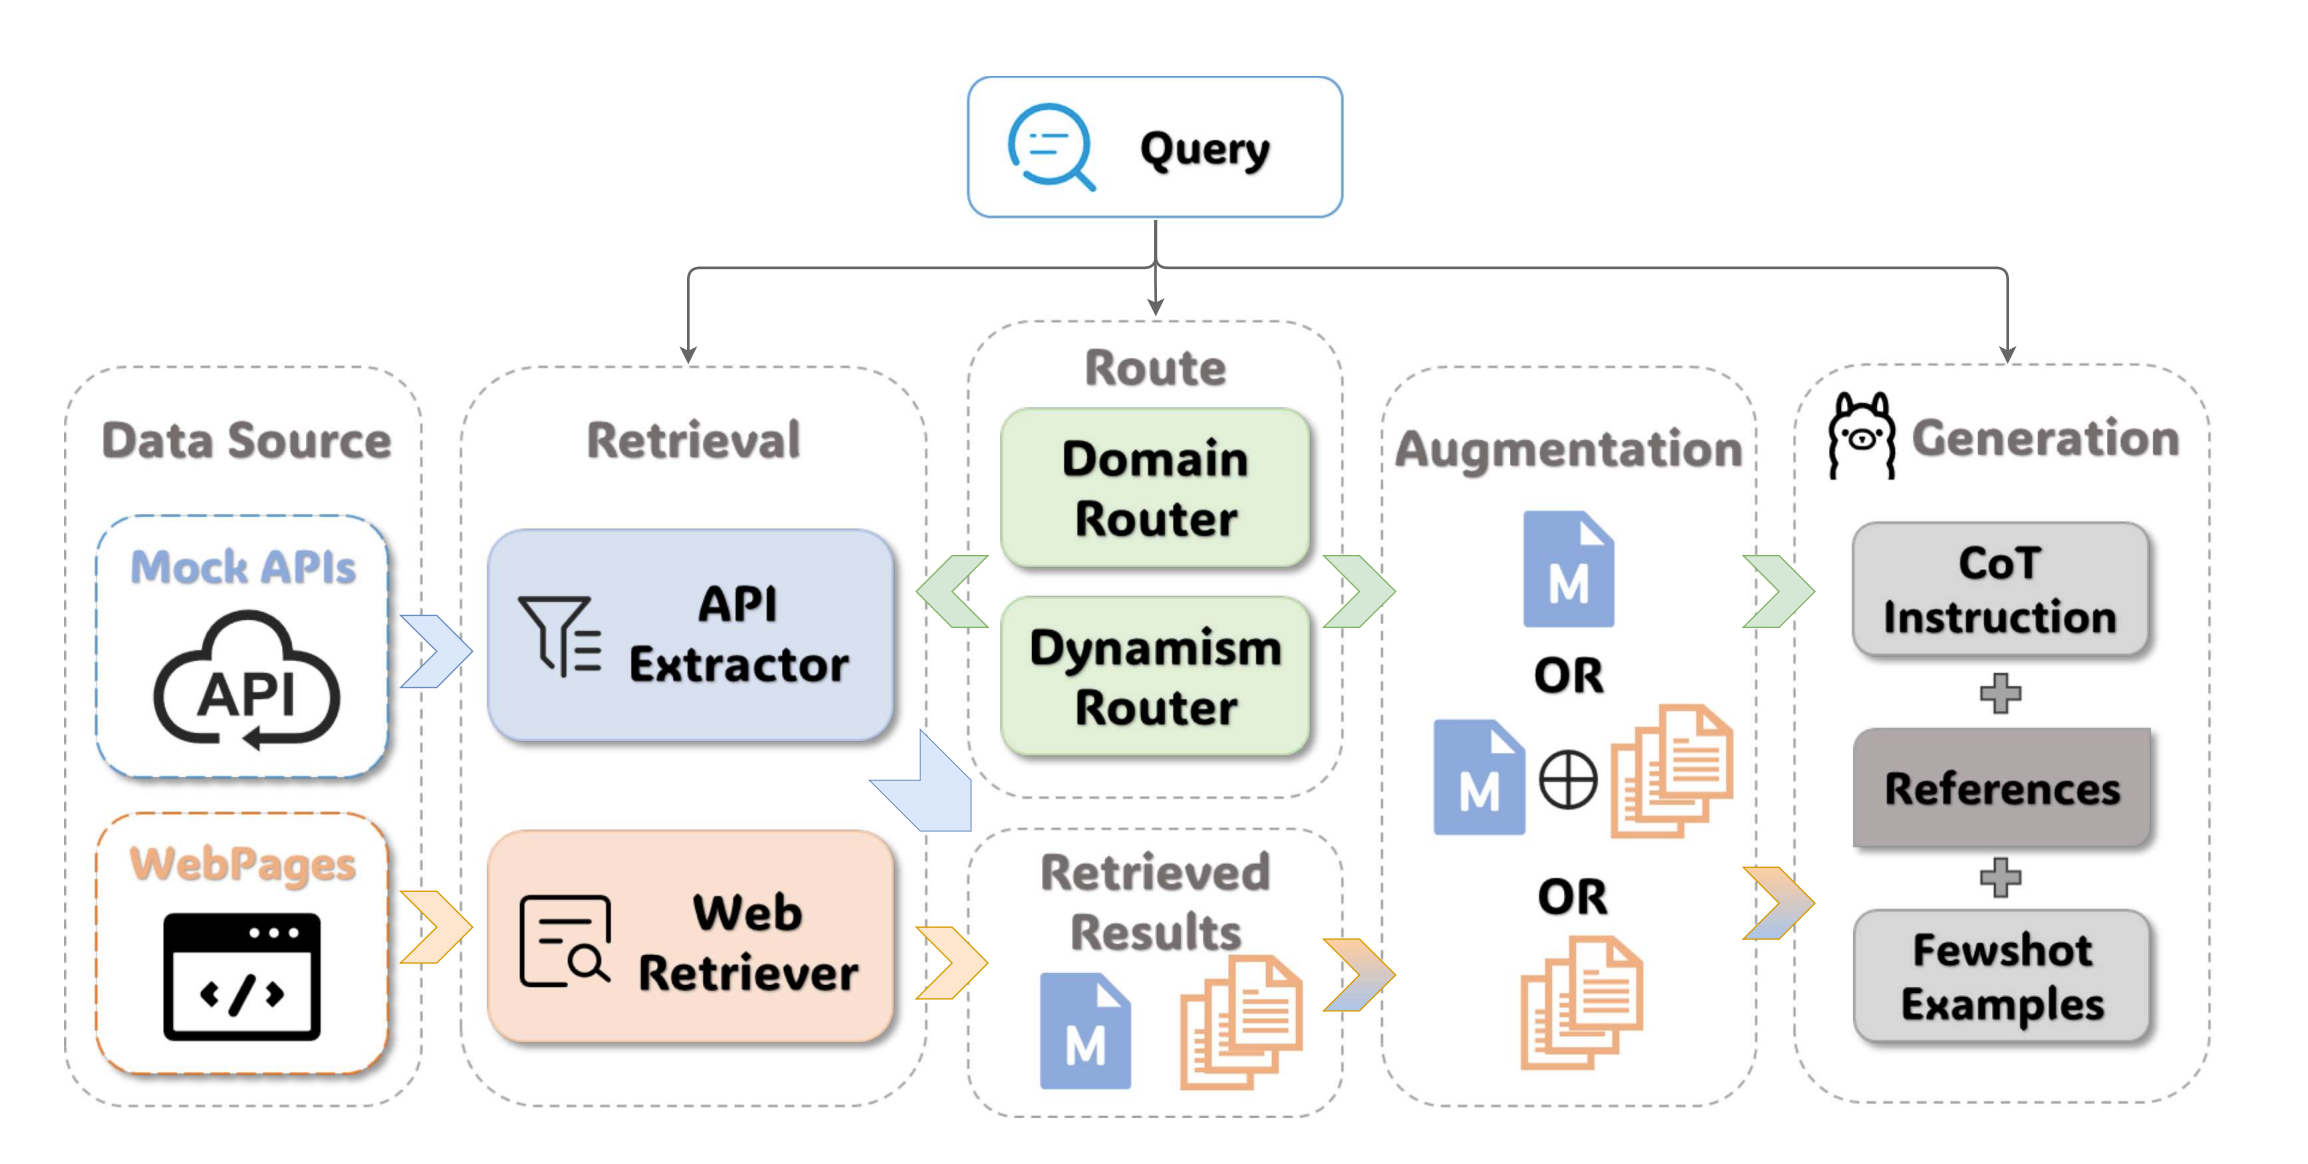 Query
Data Source
Mock APIs
API
WebPages
</>
Retrieval
API
Extractor
Web
Retriever
Route
Domain
Router
Dynamism
Router
Retrieved
Results
M
Augmentation
M
OR
M
OR
Generation
CoT
Instruction
References
Fewshot
Examples